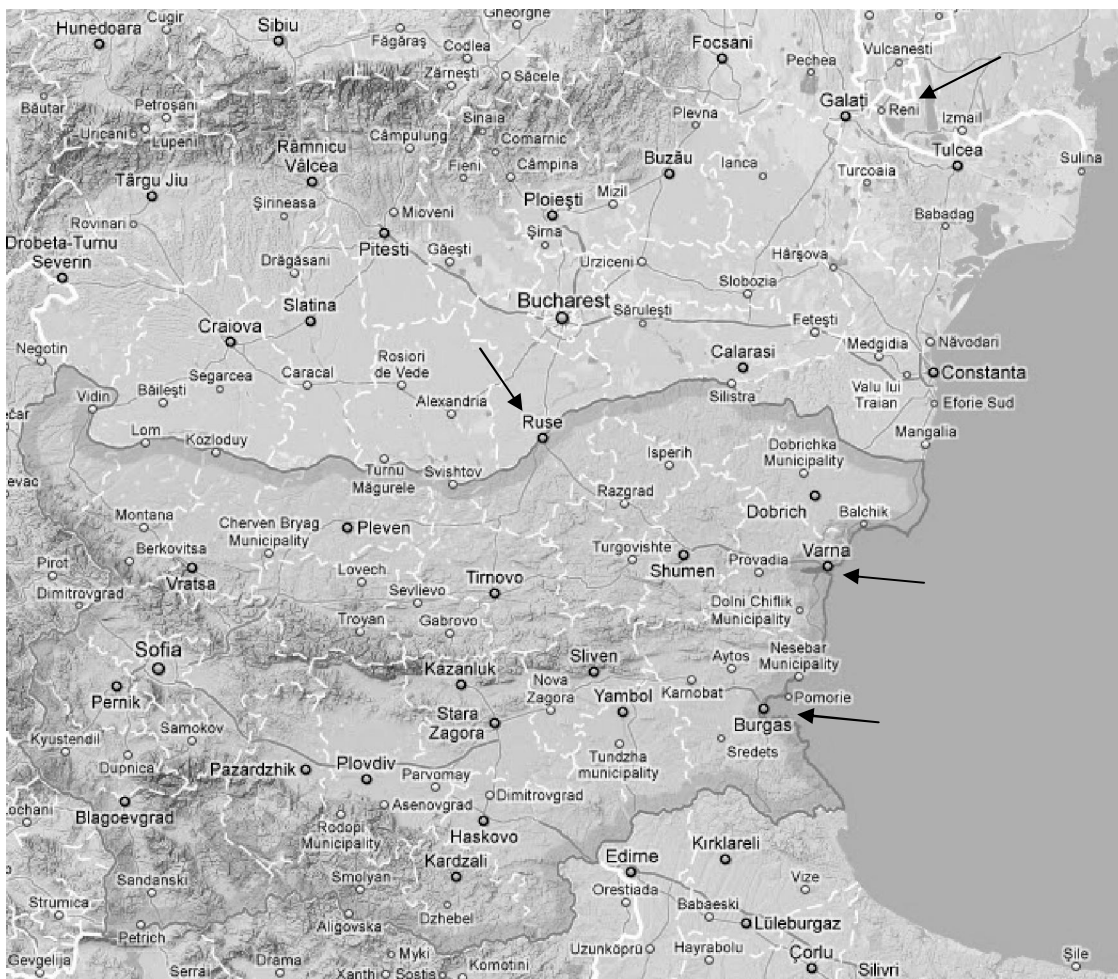 Gheorghe
Hunedoara
Cugir
Sibiu
Făgăraş
Codlea
Focsani
Pechea
Vulcanesti
Zărneşti
Săcele
Băutar
Petroşani
Uricani
Lupeni
Câmpulung
Sinaia
Comarnic
Plevna
Galaţi
Reni
Izmail
Râmnicu
Vâlcea
Fieni
Câmpina
Buzău
Ianca
Tulcea
Sulina
Târgu Jiu
Şirineasa
Mioveni
Ploieşti
Mizil
Turcoaia
Babadag
Rovinari
Pitesti
Şirna
Drobeta-Turnu
Severin
Drăgăsani
Găeşti
Urziceni
Hârşova
Slobozia
Slatina
Bucharest
Săruleşti
Craiova
Feteşti
Negotin
Medgidia
Năvodari
Segarcea
Caracal
Rosiori
de Vede
Calarasi
Constanta
Vidin
Băileşti
Silistra
Valu lui
Traian
Eforie Sud
Alexandria
Ruse
Lom
Kozloduy
Mangalia
Turnu
Măgurele
Svishtov
Isperih
Dobrichka
Municipality
evac
Razgrad
Montana
Cherven Bryag
Municipality
Pleven
Dobrich
Balchik
Berkovitsa
Pirot
Vratsa
Lovech
Tirnovo
Turgovishte
Shumen
Provadia
Varna
Dimitrovgrad
Sevlievo
Troyan
Gabrovo
Dolni Chiflik
Municipality
Sofia
Kazanluk
Sliven
Aytos
Nesebar
Municipality
Pernik
Nova
Zagora
Yambol
Karnobat
Pomorie
Samokov
Stara
Zagora
Burgas
Kyustendil
Dupnica
Sredets
Pazardzhik
Plovdiv
Parvomay
Tundzha
municipality
Blagoevgrad
Asenovgrad
Dimitrovgrad
Rodopi
Municipality
Haskovo
Kardzali
Edirne
Kırklareli
Sandanski
Smolyan
Orestiada
Vize
Strumica
Dzhebel
Babaeski
Lüleburgaz
Petrich
Aligovska
Gevgelija
Myki
Uzunköprü
Hayrabolu
Çorlu
Şile
Serrai
Drama
Xanthi
Sostis
Komotini
Silivri